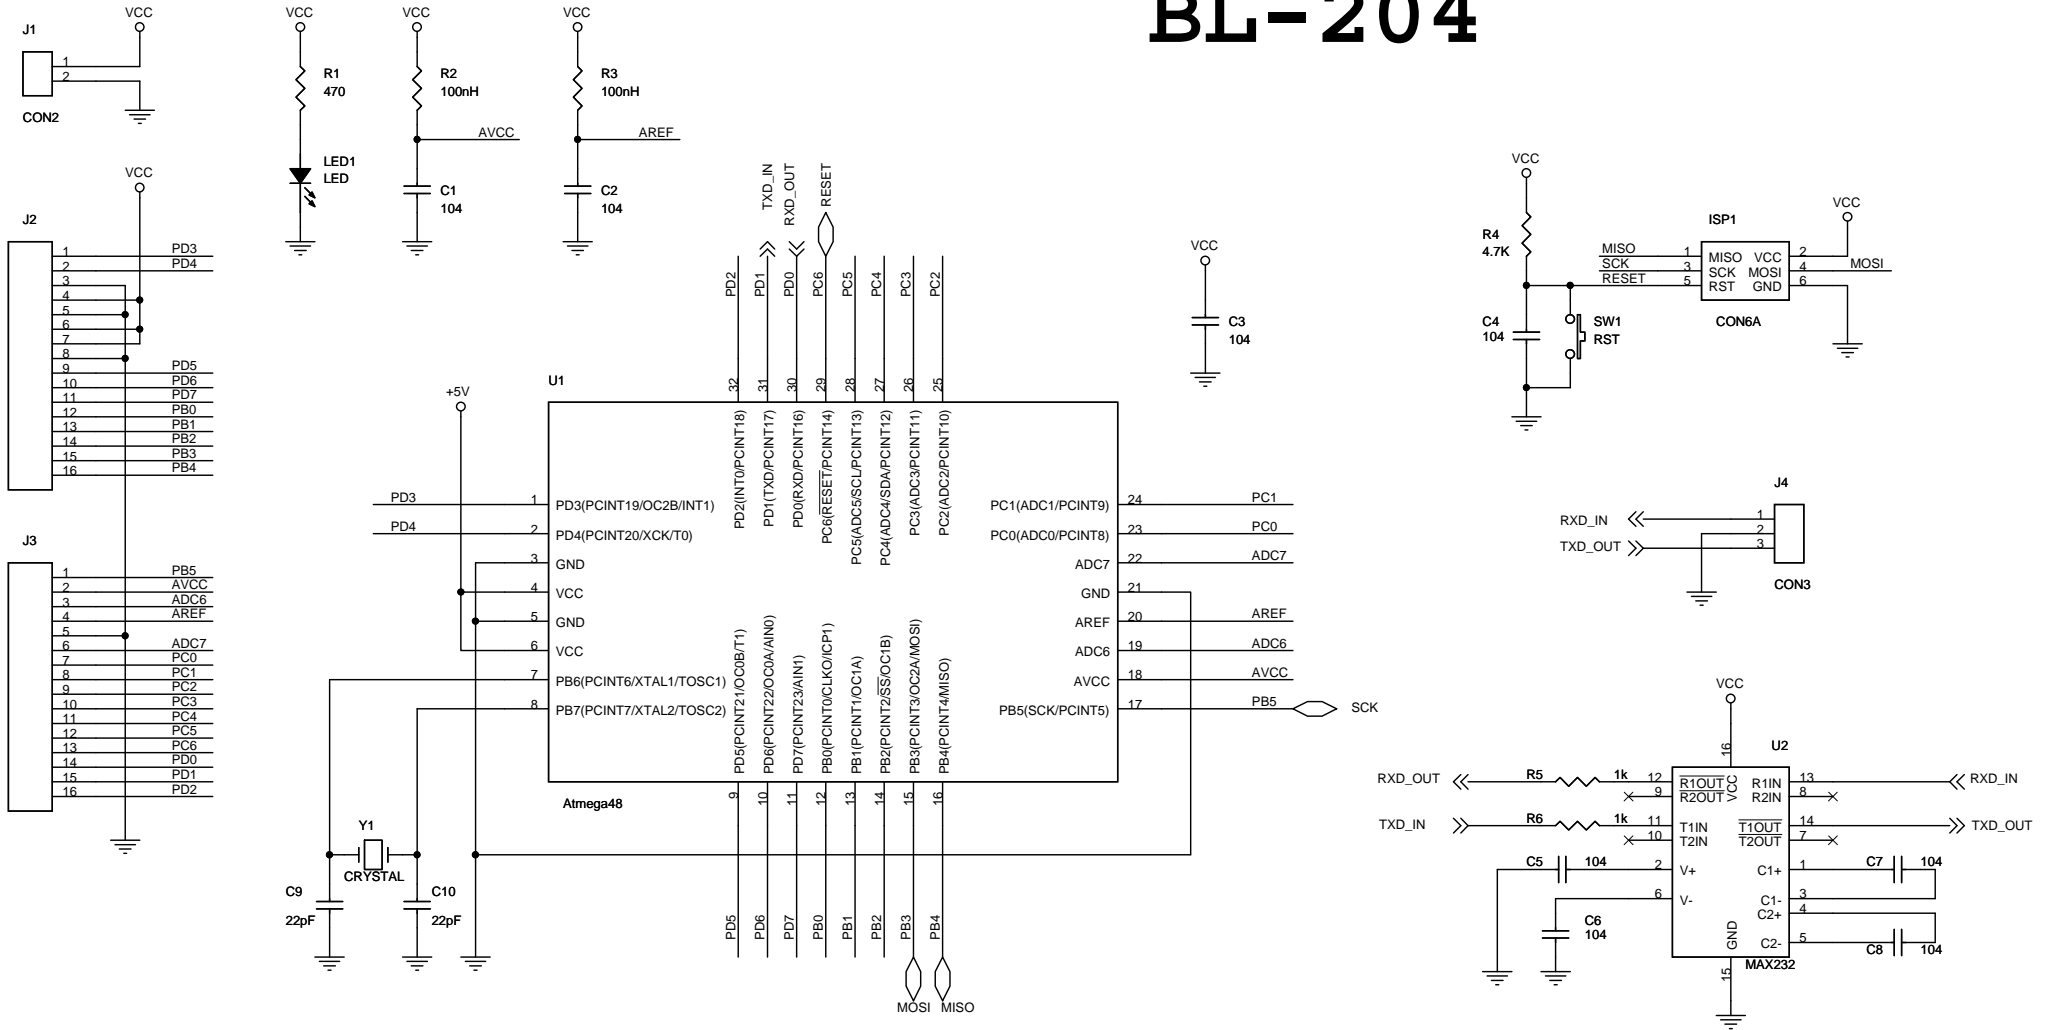 BL-204
J1
VCC
1
2
CON2
VCC
R1
470
LED1
LED
VCC
R2
100nH
AVCC
C1
104
VCC
R3
100nH
AREF
C2
104
J2
VCC
1 PD3
2 PD4
3
4
5
6
7
8
9 PD5
10 PD6
11 PD7
12 PB0
13 PB1
14 PB2
15 PB3
16 PB4
J3
1 PB5
2 AVCC
3 ADC6
4 AREF
5
6 ADC7
7 PC0
8 PC1
9 PC2
10 PC3
11 PC4
12 PC5
13 PC6
14 PD0
15 PD1
16 PD2
TXD_IN
RXD_OUT
RESET
PD2
PD1
PD0
PC6
PC5
PC4
PC3
PC2
32
31
30
29
28
27
26
25
U1
+5V
PD2(INT0/PCINT18)
PD1(TXD/PCINT17)
PD0(RXD/PCINT16)
PC6(RESET/PCINT14)
PC5(ADC5/SCL/PCINT13)
PC4(ADC4/SDA/PCINT12)
PC3(ADC3/PCINT11)
PC2(ADC2/PCINT10)
PD3 1 PD3(PCINT19/OC2B/INT1)
PD4 2 PD4(PCINT20/XCK/T0)
3 GND
4 VCC
5 GND
6 VCC
7 PB6(PCINT6/XTAL1/TOSC1)
8 PB7(PCINT7/XTAL2/TOSC2)
PC1(ADC1/PCINT9) 24 PC1
PC0(ADC0/PCINT8) 23 PC0
ADC7 22 ADC7
GND 21
AREF 20 AREF
ADC6 19 ADC6
AVCC 18 AVCC
PB5(SCK/PCINT5) 17 PB5 SCK
PD5(PCINT21/OC0B/T1)
PD6(PCINT22/OC0A/AIN0)
PD7(PCINT23/AIN1)
PB0(PCINT0/CLKO/ICP1)
PB1(PCINT1/OC1A)
PB2(PCINT2/SS/OC1B)
PB3(PCINT3/OC2A/MOSI)
PB4(PCINT4/MISO)
Atmega48
9
10
11
12
13
14
15
16
PD5
PD6
PD7
PB0
PB1
PB2
PB3
PB4
MOSI
MISO
Y1
CRYSTAL
C9
22pF
C10
22pF
VCC
C3
104
VCC
R4
4.7K
C4
104
SW1
RST
ISP1
VCC
MISO 1 MISO VCC 2
SCK 3 SCK MOSI 4 MOSI
RESET 5 RST GND 6
CON6A
J4
RXD_IN 1
2
TXD_OUT 3
CON3
VCC
U2
16
VCC
RXD_OUT R5 1k 12 R1OUT R1IN 13 RXD_IN
9 R2OUT R2IN 8
TXD_IN R6 1k 11 T1IN T1OUT 14 TXD_OUT
10 T2IN T2OUT 7
C5 104 2 V+ C1+ 1 C7 104
6 V- C1- 3
C2+ 4
C6
104
C2- 5 C8 104
GND
MAX232
15